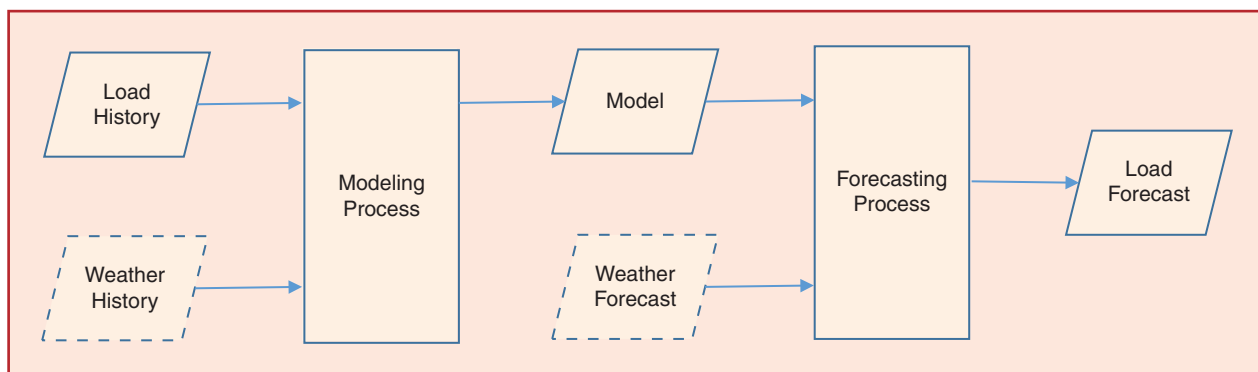 Load
History
Weather
History
Modeling
Process
Model
Weather
Forecast
Forecasting
Process
Load
Forecast